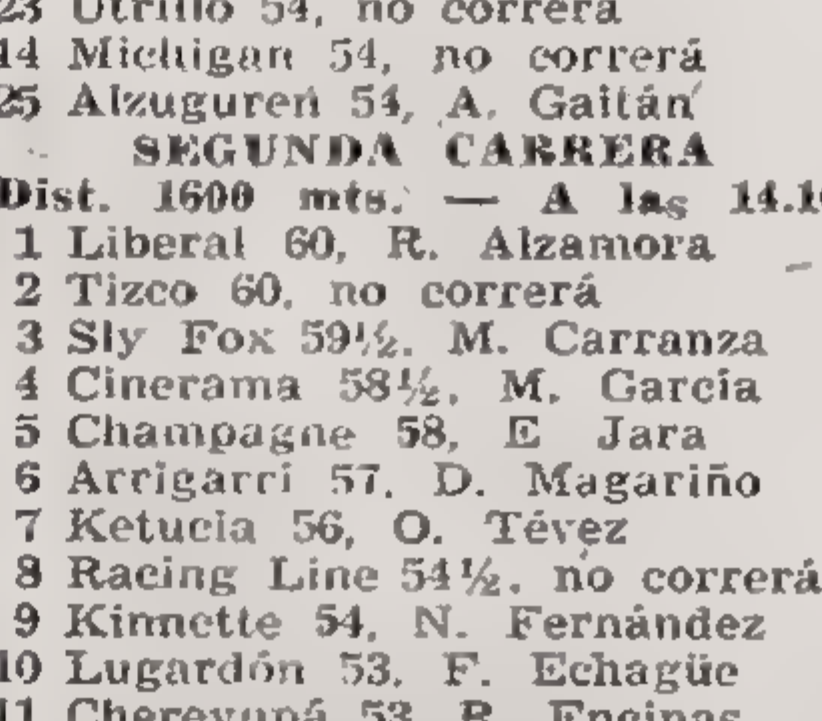 23 Utrillo 54, no correrá
14 Michigan 54, no correrá
25 Alzuguren 54, A. Gaitán
SEGUNDA CARRERA
Dist. 1600 mts. — A las
1 Liberal 60, R. Alzamora
2 Tizco 60, no correrá
3 Sly Fox 59½, M. Carranza
4 Cinerama 58½, M. García
5 Champagne 58, E Jara
6 Arrigarri 57, D. Magariño
7 Ketucia 56, O. Tévez
8 Racing Line 54½, no correrá
9 Kinnette 54, N. Fernández
10 Lugardón 53, F. Echagüe
11 53, R. Encinas